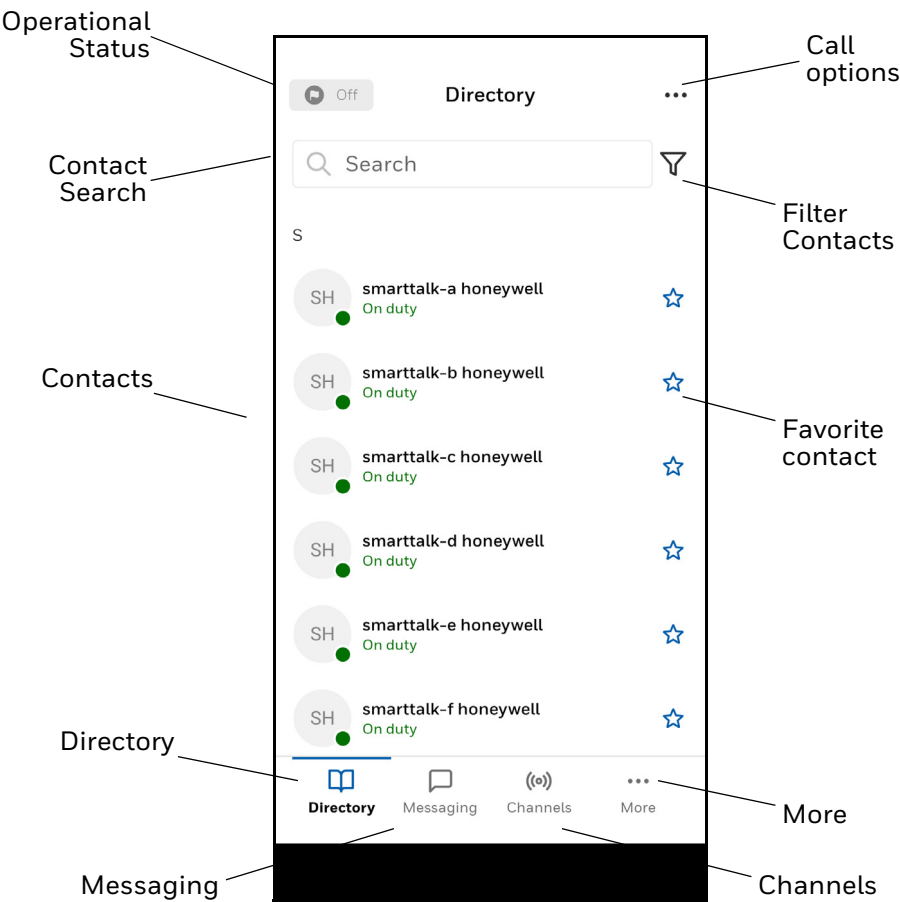 Operational
Status
Call
options
Off
Directory
Contact
Search
Search
Filter
Contacts
S
SH
smarttalk-a honeywell
On duty
SH
smarttalk-b honeywell
On duty
Contacts
Favorite
contact
SH
smarttalk-c honeywell
On duty
SH
smarttalk-d honeywell
On duty
SH
smarttalk-e honeywell
On duty
SH
smarttalk-f honeywell
On duty
Directory
Directory
Messaging
Channels
More
More
Messaging
Channels